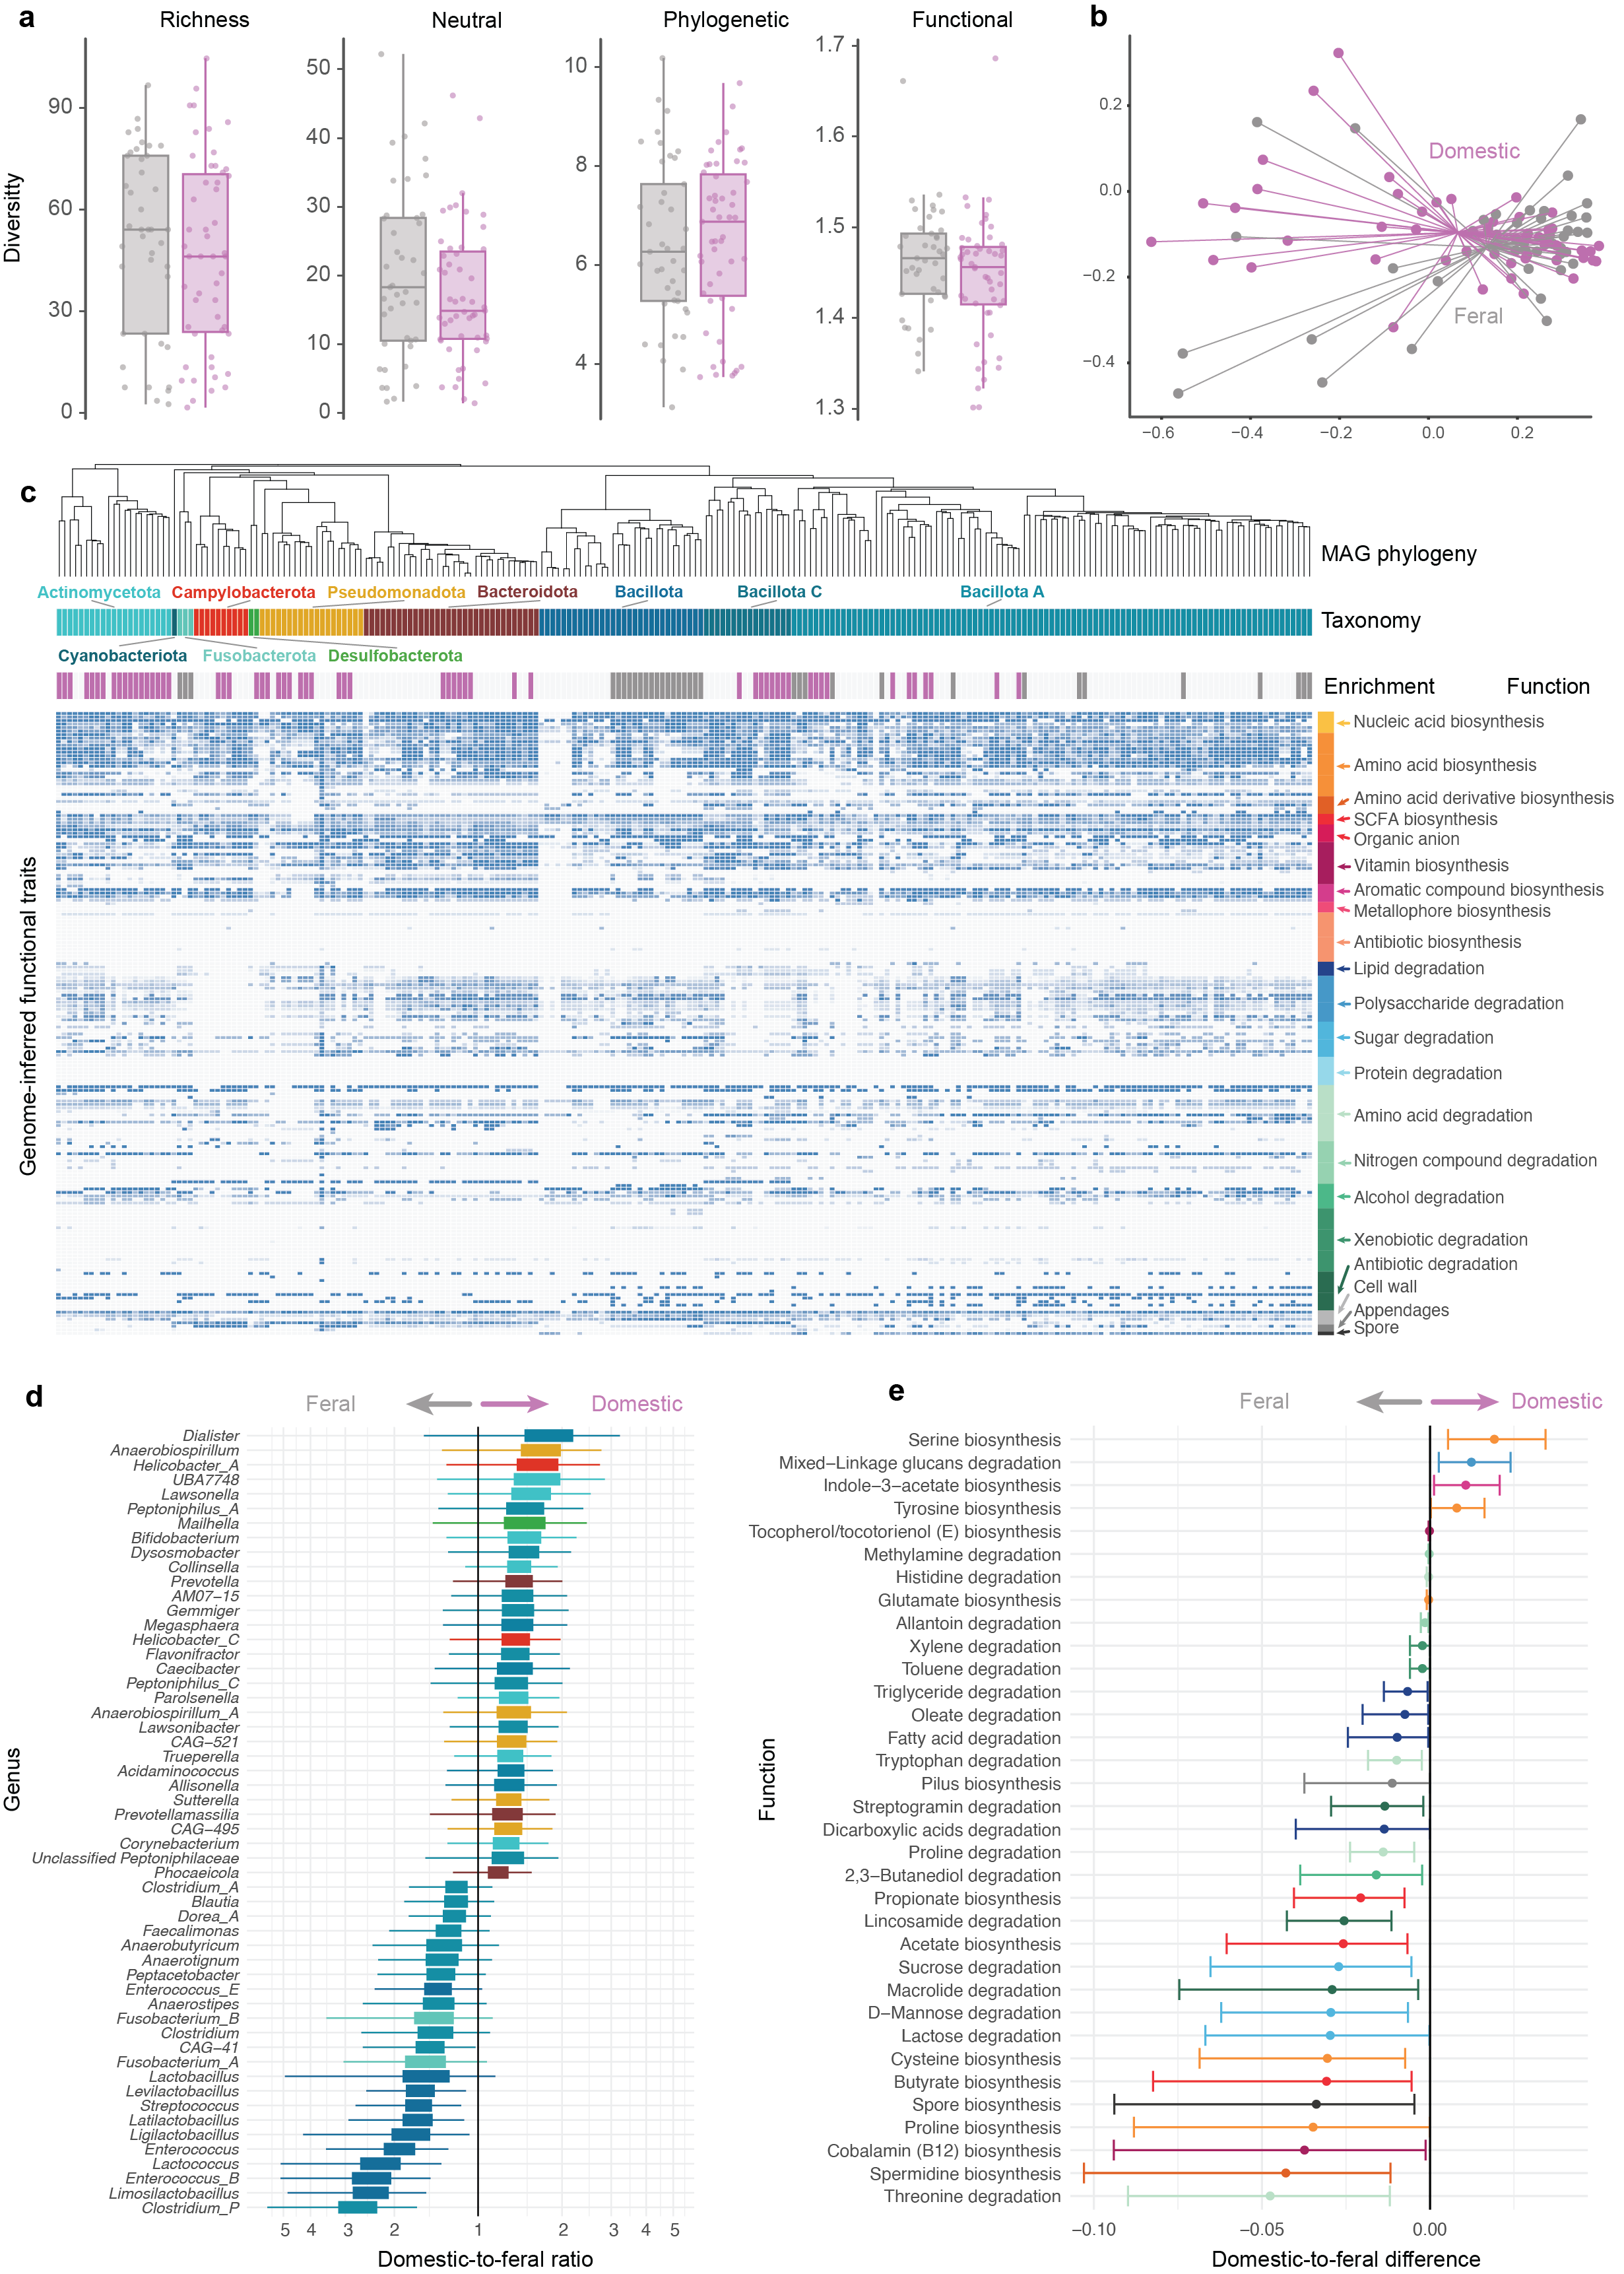 a
Richness
Neutral
Phylogenetic
Functional
b
Diversitty
90
60
30
0
50
40
30
20
10
0
10
8
6
4
1.7
1.6
1.5
1.4
1.3
0.2
0.0
−0.2
−0.4
−0.6
−0.4
−0.2
0.0
0.2
Domestic
Feral
c
MAG phylogeny
Actinomycetota
Campylobacterota
Pseudomonadota
Bacteroidota
Bacillota
Bacillota C
Bacillota A
Taxonomy
Cyanobacteriota
Fusobacterota
Desulfobacterota
Enrichment
Function
Genome-inferred functional traits
Nucleic acid biosynthesis
Amino acid biosynthesis
Amino acid derivative biosynthesis
SCFA biosynthesis
Organic anion
Vitamin biosynthesis
Aromatic compound biosynthesis
Metallophore biosynthesis
Antibiotic biosynthesis
Lipid degradation
Polysaccharide degradation
Sugar degradation
Protein degradation
Amino acid degradation
Nitrogen compound degradation
Alcohol degradation
Xenobiotic degradation
Antibiotic degradation
Cell wall
Appendages
Spore
d
Feral
Domestic
Genus
Dialister
Anaerobiospirillum
Helicobacter_A
UBA7748
Lawsonella
Peptoniphilus_A
Mailhella
Bifidobacterium
Dysosmobacter
Collinsella
Prevotella
AM07−15
Gemmiger
Megasphaera
Helicobacter_C
Flavonifractor
Caecibacter
Peptoniphilus_C
Parolsenella
Anaerobiospirillum_A
Lawsonibacter
CAG−521
Trueperella
Acidaminococcus
Allisonella
Sutterella
Prevotellamassilia
CAG−495
Corynebacterium
Unclassified Peptoniphilaceae
Phocaeicola
Clostridium_A
Blautia
Dorea_A
Faecalimonas
Anaerobutyricum
Anaerotignum
Peptacetobacter
Enterococcus_E
Anaerostipes
Fusobacterium_B
Clostridium
CAG−41
Fusobacterium_A
Lactobacillus
Levilactobacillus
Streptococcus
Latilactobacillus
Ligilactobacillus
Enterococcus
Lactococcus
Enterococcus_B
Limosilactobacillus
Clostridium_P
5
4
3
2
1
2
3
4
5
Domestic-to-feral ratio
e
Feral
Domestic
Function
Serine biosynthesis
Mixed−Linkage glucans degradation
Indole−3−acetate biosynthesis
Tyrosine biosynthesis
Tocopherol/tocotorienol (E) biosynthesis
Methylamine degradation
Histidine degradation
Glutamate biosynthesis
Allantoin degradation
Xylene degradation
Toluene degradation
Triglyceride degradation
Oleate degradation
Fatty acid degradation
Tryptophan degradation
Pilus biosynthesis
Streptogramin degradation
Dicarboxylic acids degradation
Proline degradation
2,3−Butanediol degradation
Propionate biosynthesis
Lincosamide degradation
Acetate biosynthesis
Sucrose degradation
Macrolide degradation
D−Mannose degradation
Lactose degradation
Cysteine biosynthesis
Butyrate biosynthesis
Spore biosynthesis
Proline biosynthesis
Cobalamin (B12) biosynthesis
Spermidine biosynthesis
Threonine degradation
−0.10
−0.05
0.00
Domestic-to-feral difference